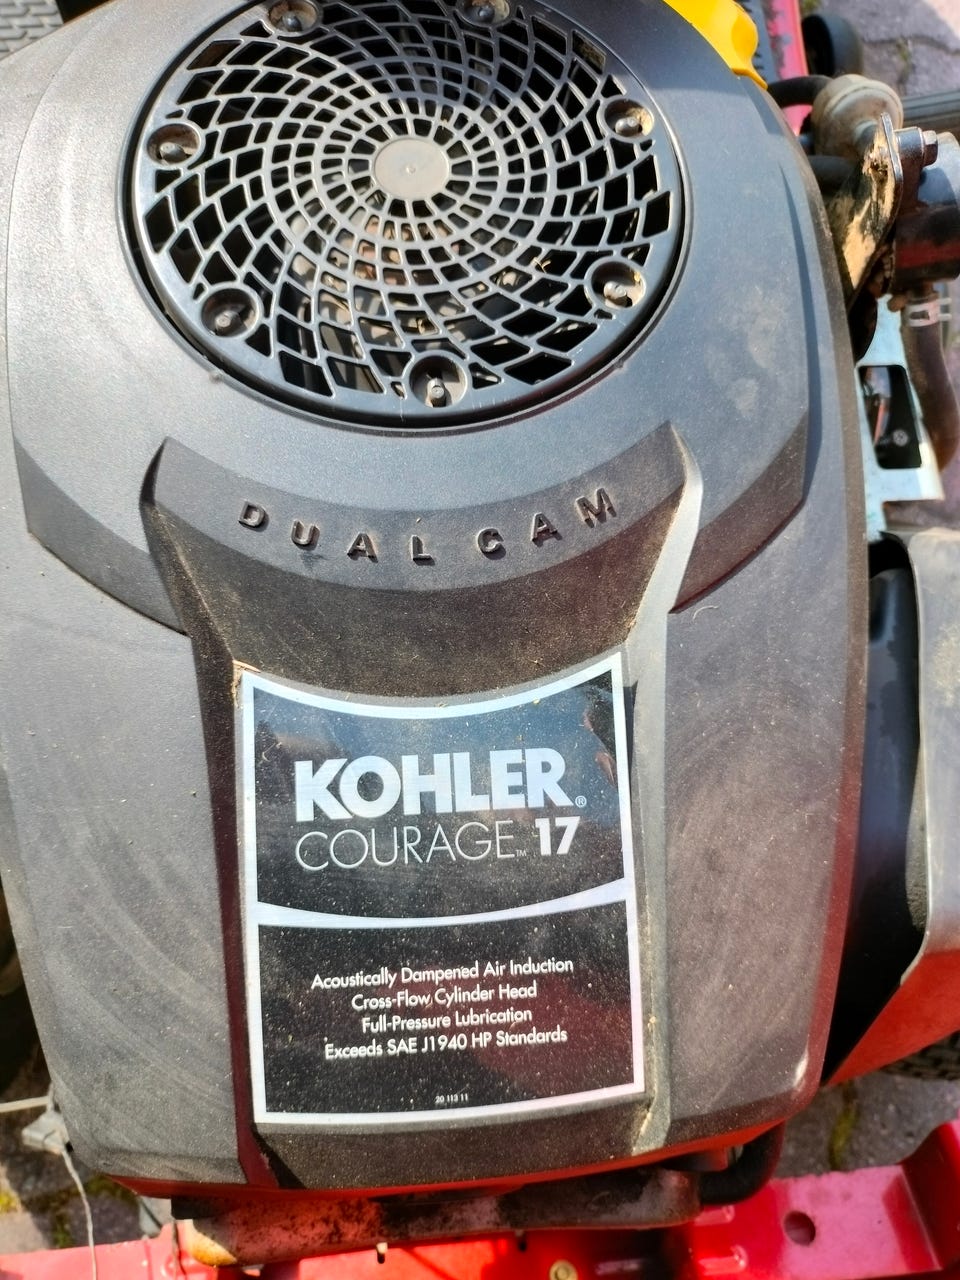 DUAL CAM
KOHLER®
COURAGE™ 17
Acoustically Dampened Air Induction
Cross-Flow Cylinder Head
Full-Pressure Lubrication
Exceeds SAE J1940 HP Standards
20 113 11